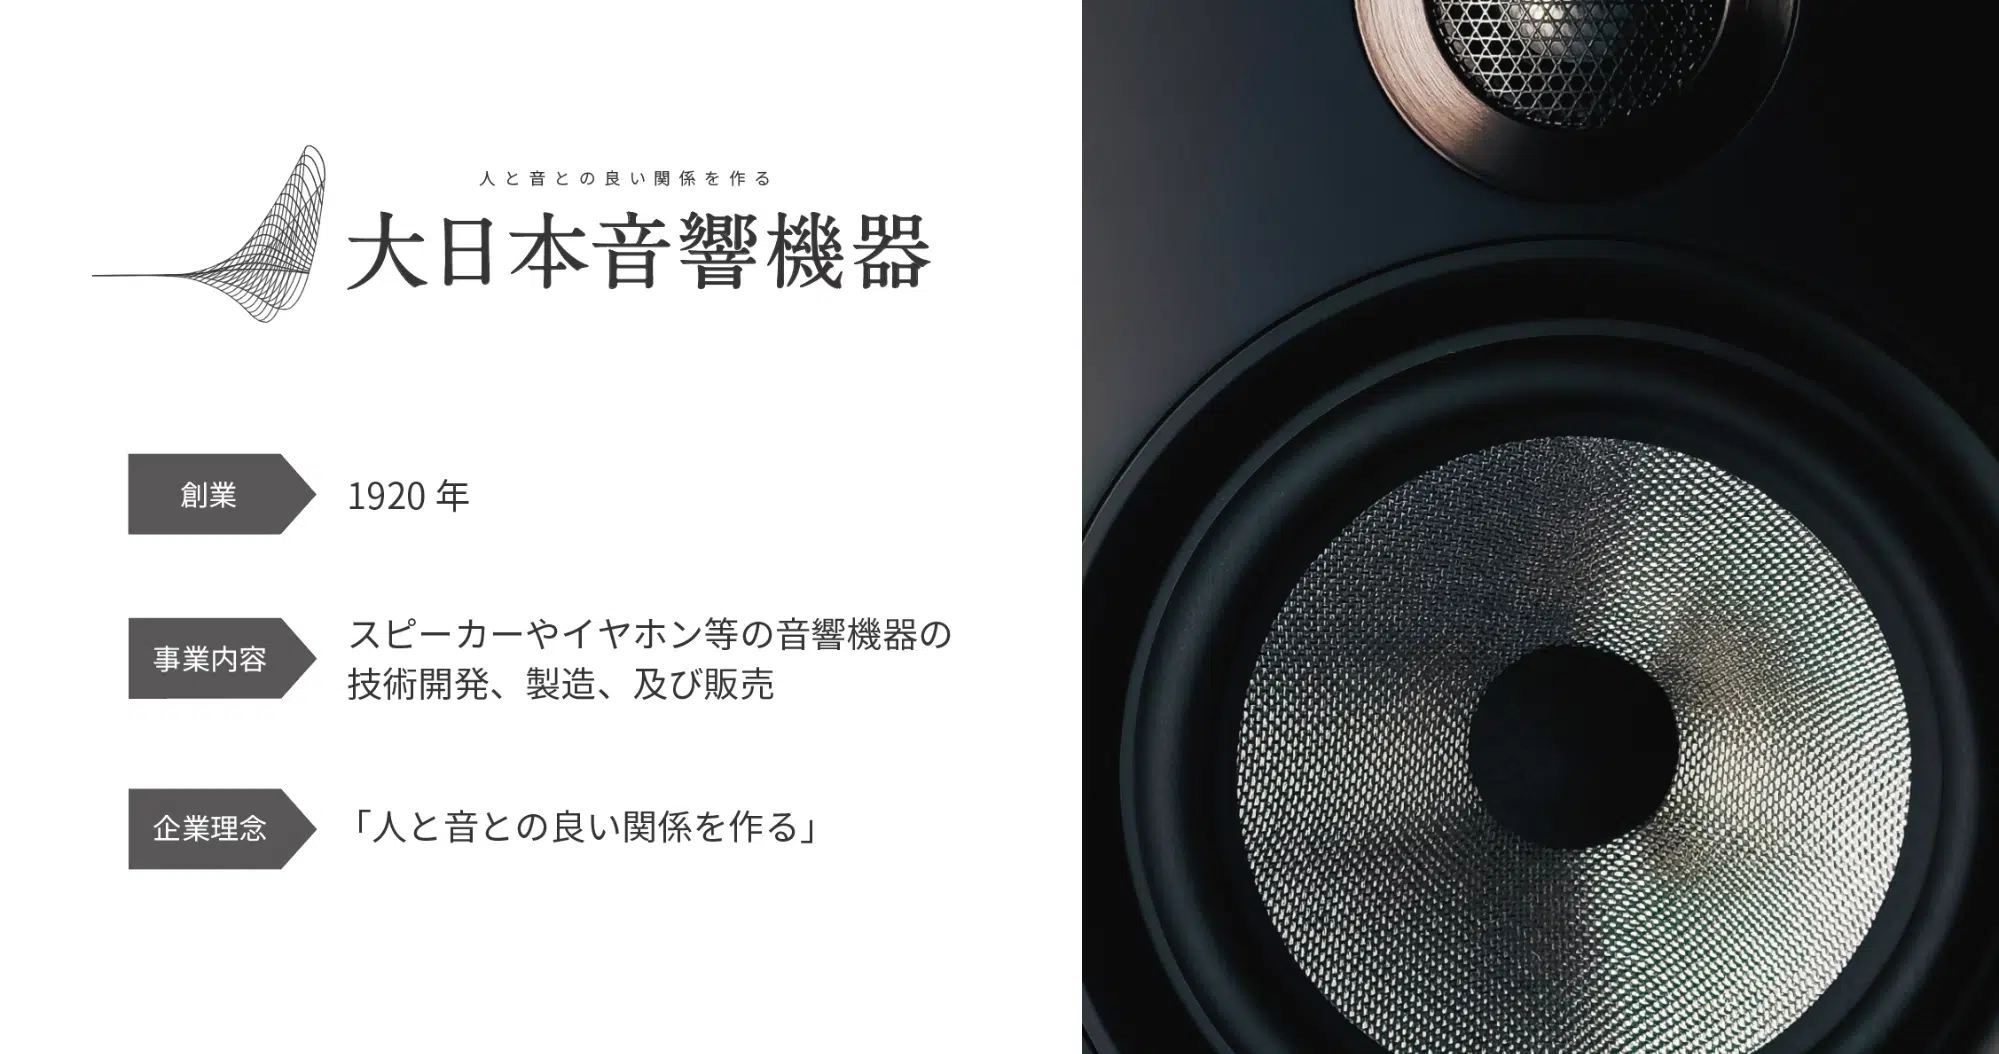 人と音との良い関係を作る
大日本音響機器
創業
1920 年
事業内容
スピーカーやイヤホン等の音響機器の
技術開発、製造、及び販売
企業理念
「人と音との良い関係を作る」